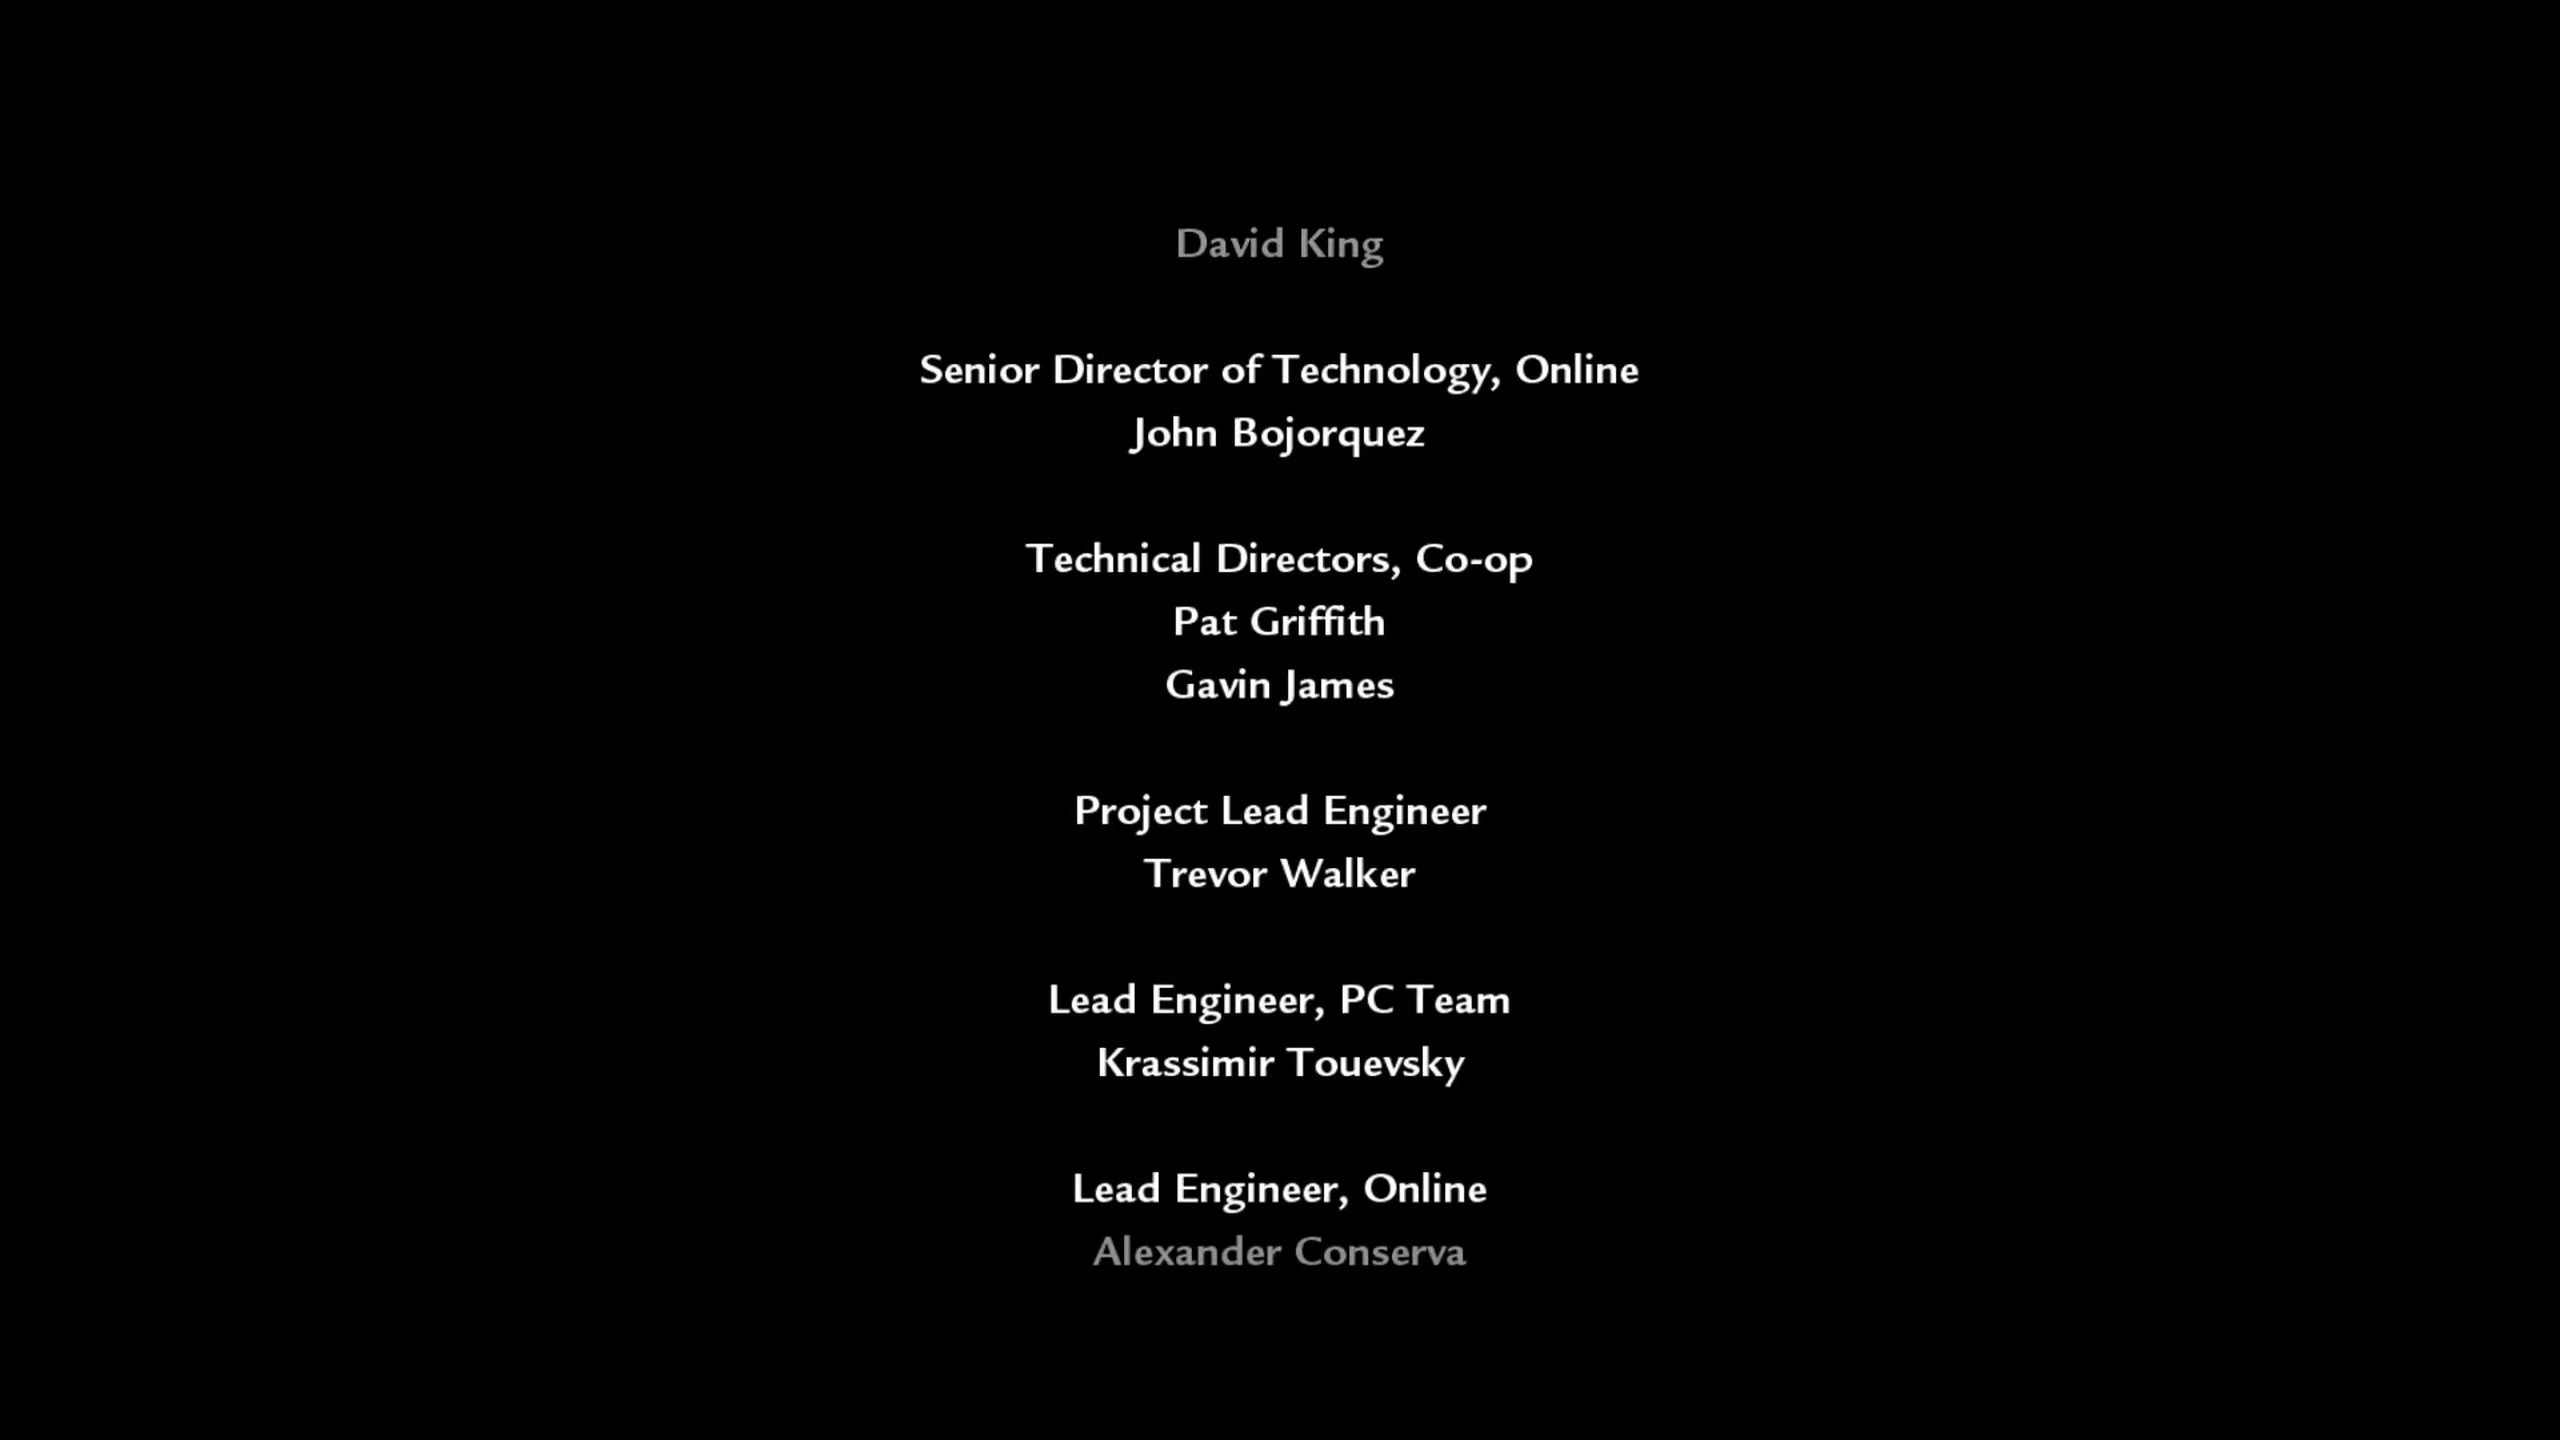 David King
Senior Director of Technology, Online
John Bojorquez
Technical Directors, Co-op
Pat Griffith
Gavin James
Project Lead Engineer
Trevor Walker
Lead Engineer, PC Team
Krassimir Touevsky
Lead Engineer, Online
Alexander Conserva